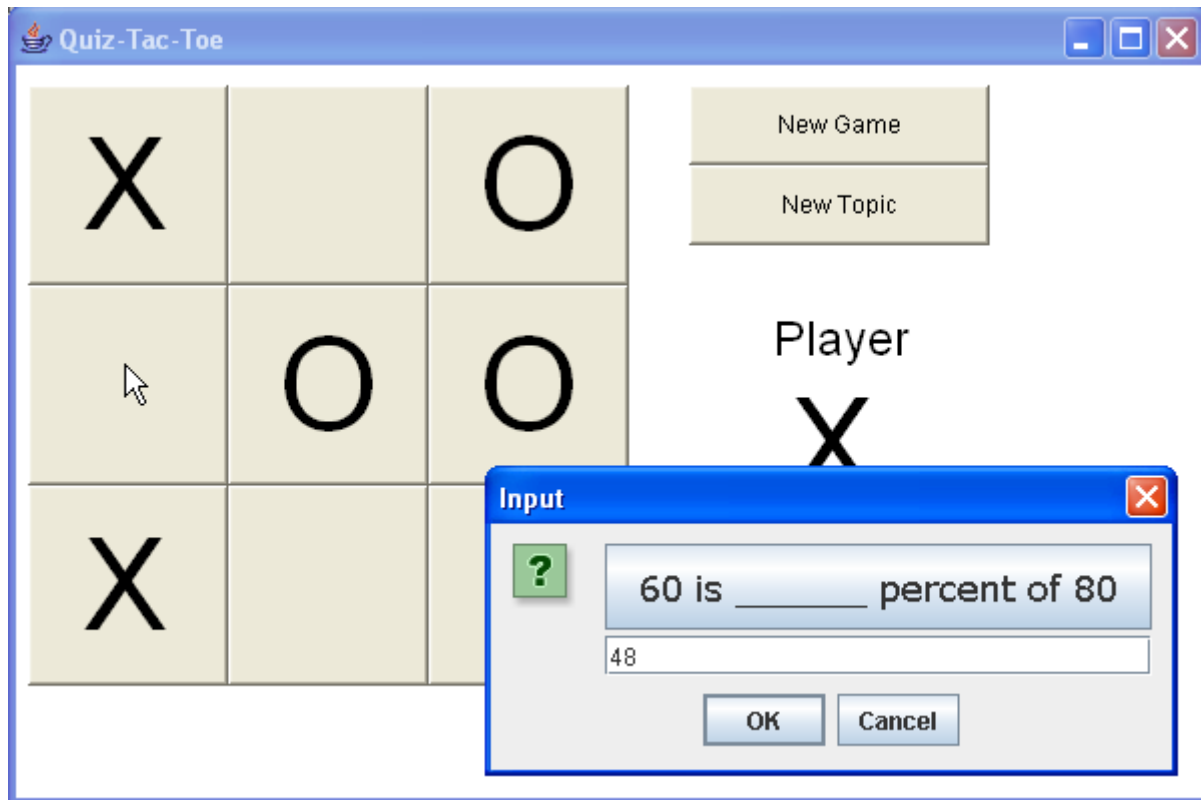 Quiz-Tac-Toe
X O
New Game
New Topic
O O
Player
X
X
Input
?
60 is _______ percent of 80
48
OK Cancel